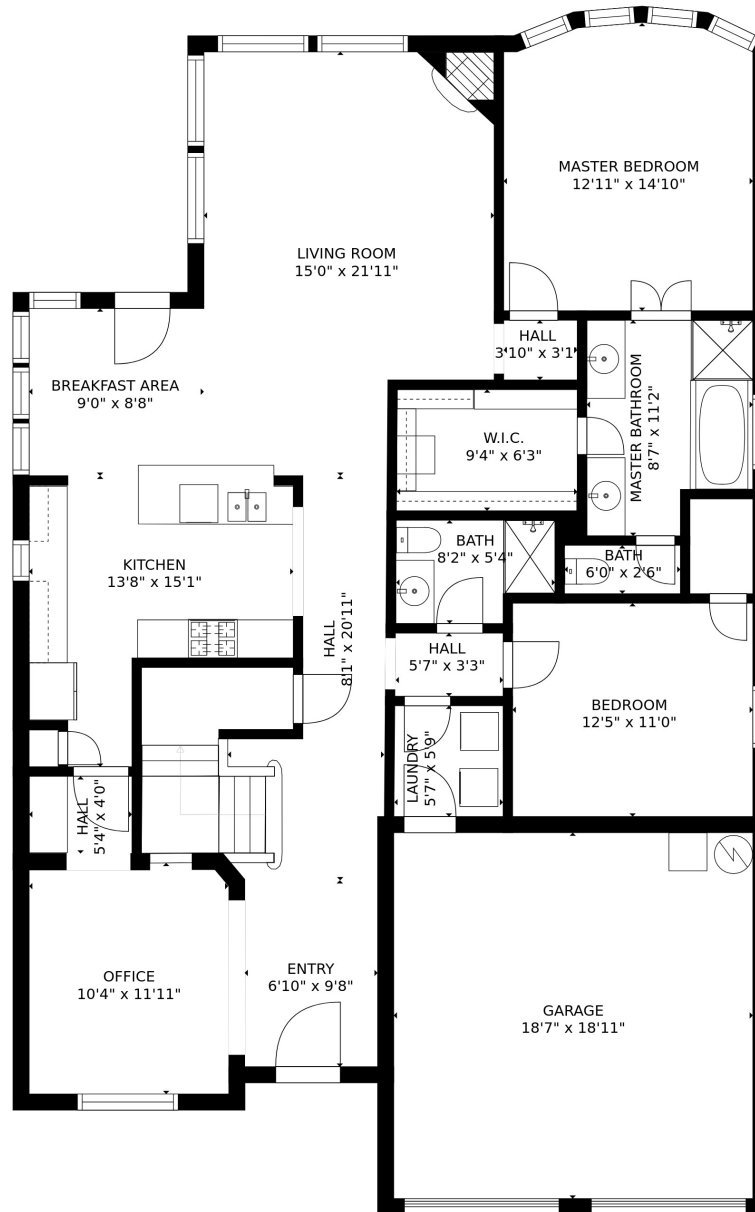 MASTER BEDROOM
12'11" x 14'10"
LIVING ROOM
15'0" x 21'11"
HALL
3'10" x 3'1"
BREAKFAST AREA
9'0" x 8'8"
MASTER BATHROOM
8'7" x 11'2"
W.I.C.
9'4" x 6'3"
KITCHEN
13'8" x 15'1"
BATH
8'2" x 5'4"
BATH
6'0" x 2'6"
HALL
8'1" x 20'11"
HALL
5'7" x 3'3"
BEDROOM
12'5" x 11'0"
LAUNDRY
5'7" x 5'9"
HALL
5'4" x 4'0"
OFFICE
10'4" x 11'11"
ENTRY
6'10" x 9'8"
GARAGE
18'7" x 18'11"